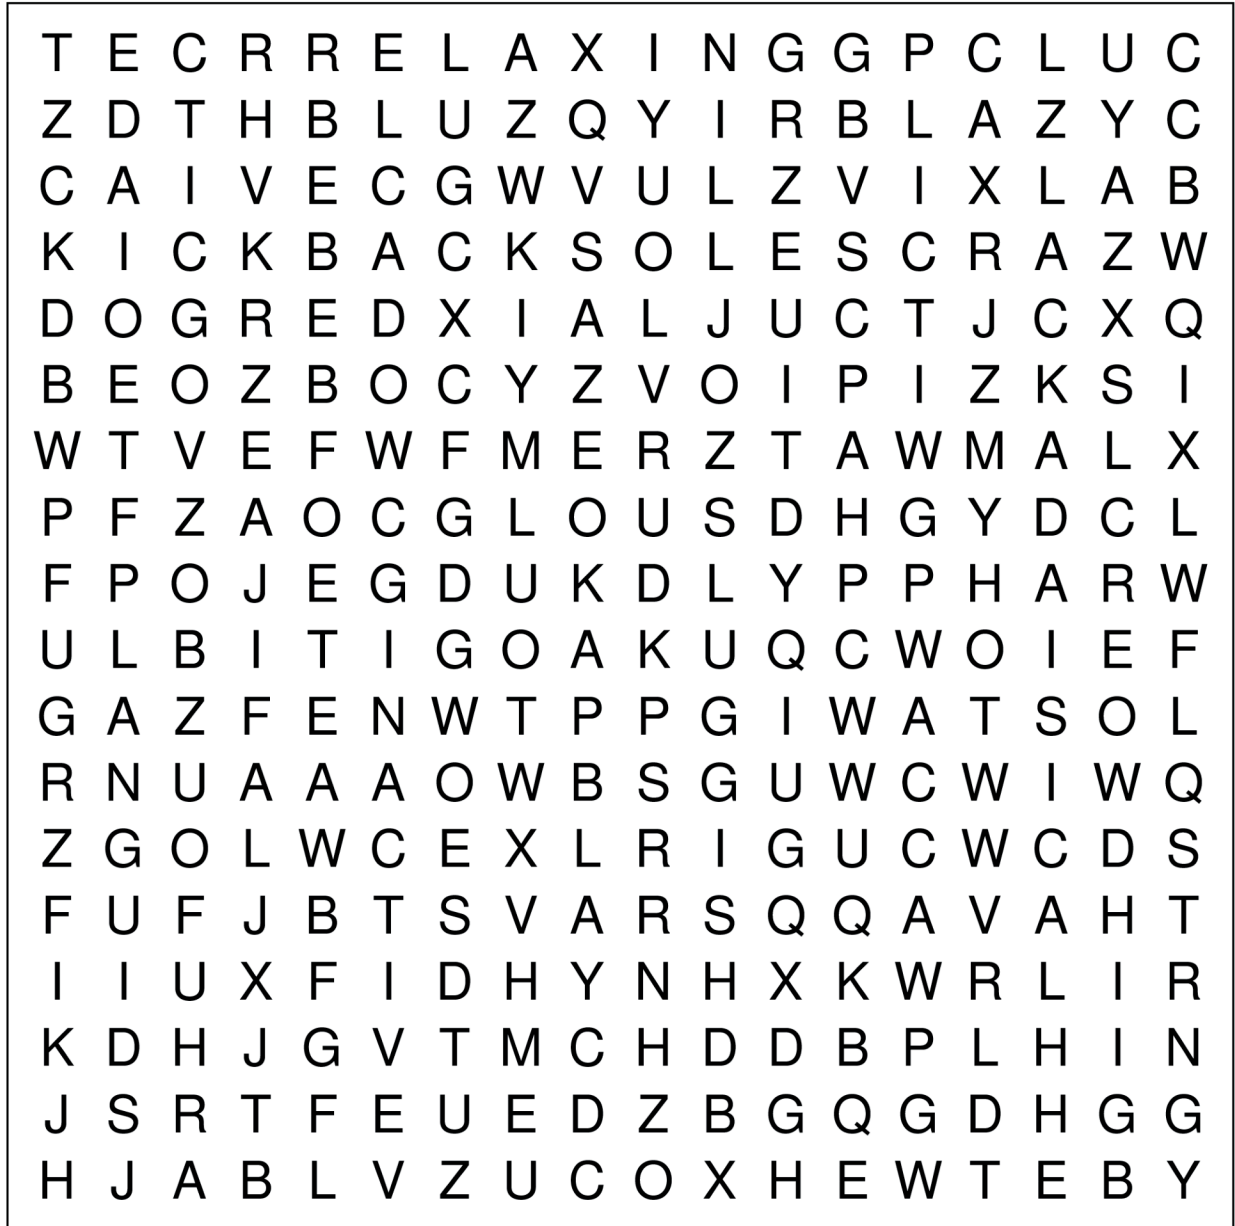 T E C R R E L A X I N G G P C L U C
Z D T H B L U Z Q Y I R B L A Z Y C
C A I V E C G W V U L Z V I X L A B
K I C K B A C K S O L E S C R A Z W
D O G R E D X I A L J U C T J C X Q
B E O Z B O C Y Z V O I P I Z K S I
W T V E F W F M E R Z T A W M A L X
P F Z A O C G L O U S D H G Y D C L
F P O J E G D U K D L Y P P H A R W
U L B I T I G O A K U Q C W O I E F
G A Z F E N W T P P G I W A T S O L
R N U A A A O W B S G U W C W I W Q
Z G O L W C E X L R I G U C W C D S
F U F J B T S V A R S Q Q A V A H T
I I U X F I D H Y N H X K W R L I R
K D H J G V T M C H D D B P L H I N
J S R T F E U E D Z B G Q G D H G G
H J A B L V Z U C O X H E W T E B Y